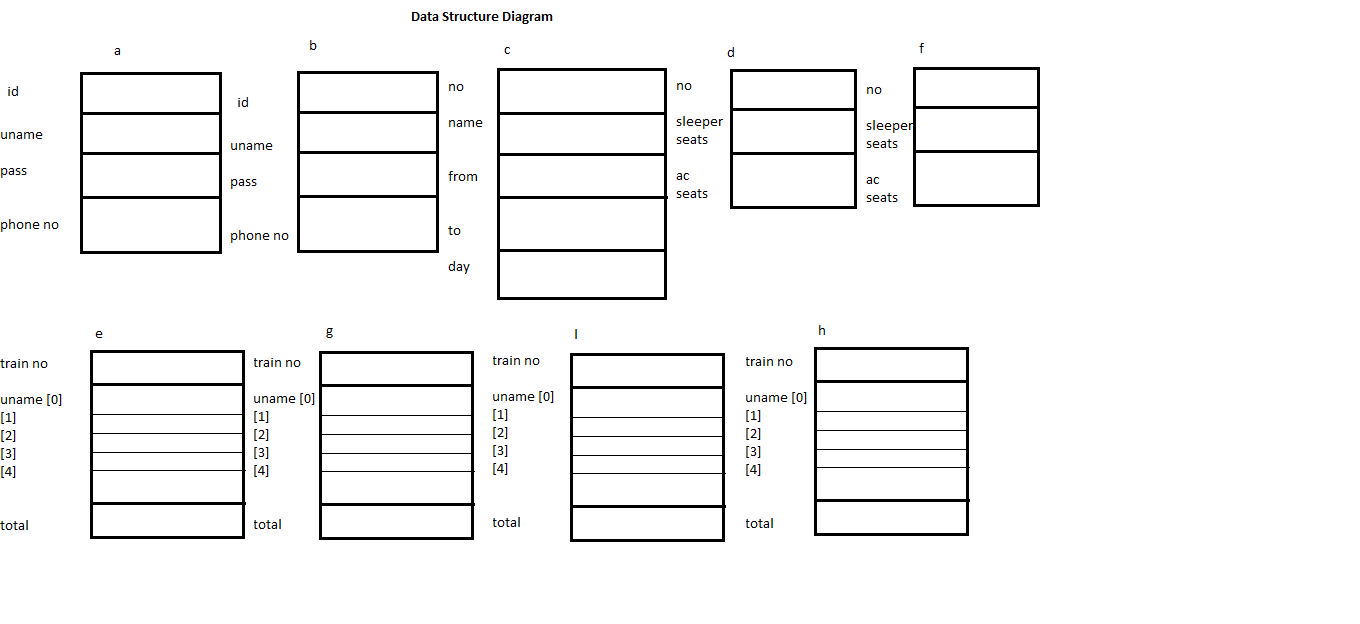 Data Structure Diagram
a
id
uname
pass
phone no
b
id
uname
pass
phone no
c
no
name
from
to
day
d
no
sleeper
seats
ac
seats
f
no
sleeper
seats
ac
seats
e
train no
uname [0]
[1]
[2]
[3]
[4]
total
g
train no
uname [0]
[1]
[2]
[3]
[4]
total
l
train no
uname [0]
[1]
[2]
[3]
[4]
total
h
train no
uname [0]
[1]
[2]
[3]
[4]
total